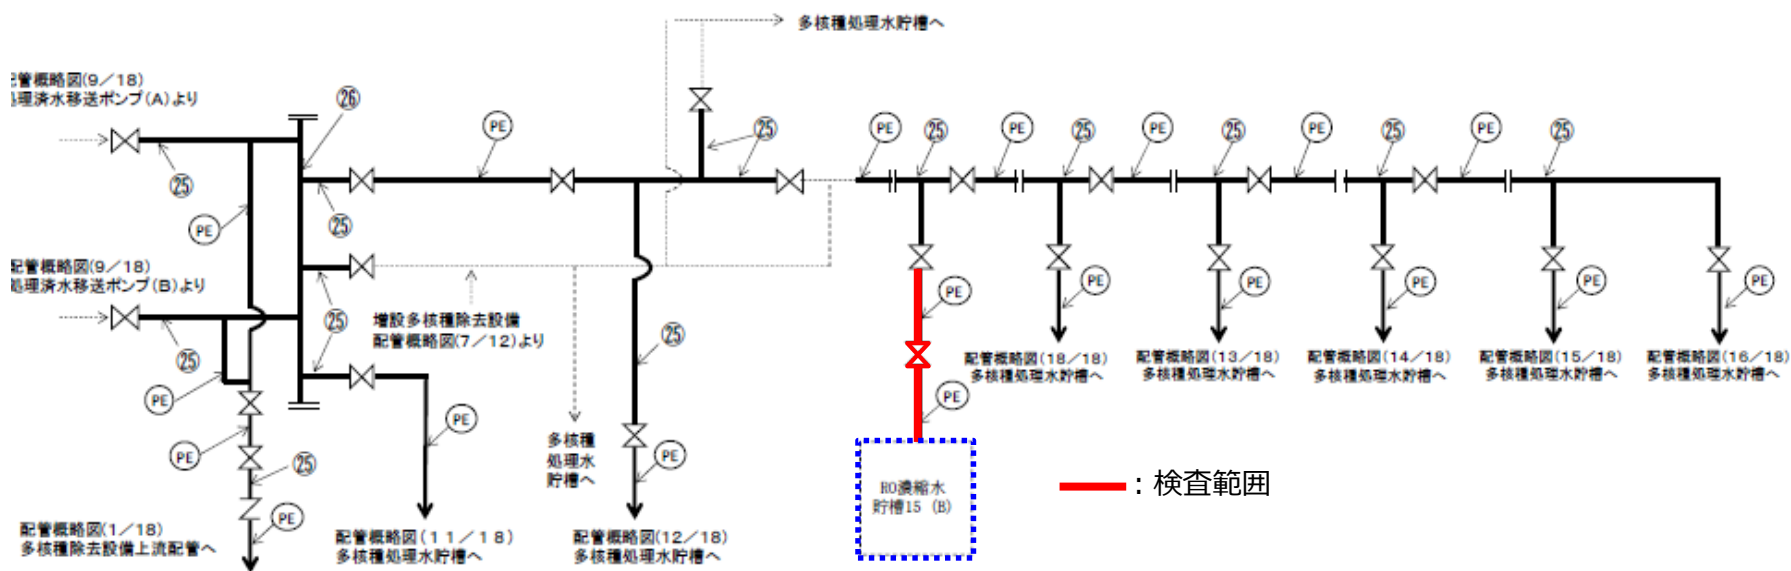 多核種処理水貯槽へ
配管概略図(9／18)
処理済水移送ポンプ(A)より
㉖
PE
㉕
㉕
PE
㉕
PE
㉕
PE
㉕
PE
㉕
PE
㉕
㉕
㉕
PE
配管概略図(9／18)
処理済水移送ポンプ(B)より
㉕
㉕
㉕
PE
PE
PE
PE
PE
PE
増設多核種除去設備
配管概略図(7／12)より
㉕
配管概略図(18／18)
多核種処理水貯槽へ
配管概略図(13／18)
多核種処理水貯槽へ
配管概略図(14／18)
多核種処理水貯槽へ
配管概略図(15／18)
多核種処理水貯槽へ
配管概略図(16／18)
多核種処理水貯槽へ
PE
PE
PE
PE
㉕
多核種
処理水
貯槽へ
PE
RO濃縮水
貯槽15 (B)
：検査範囲
PE
配管概略図(1／18)
多核種除去設備上流配管へ
配管概略図(11／18)
多核種処理水貯槽へ
配管概略図(12／18)
多核種処理水貯槽へ